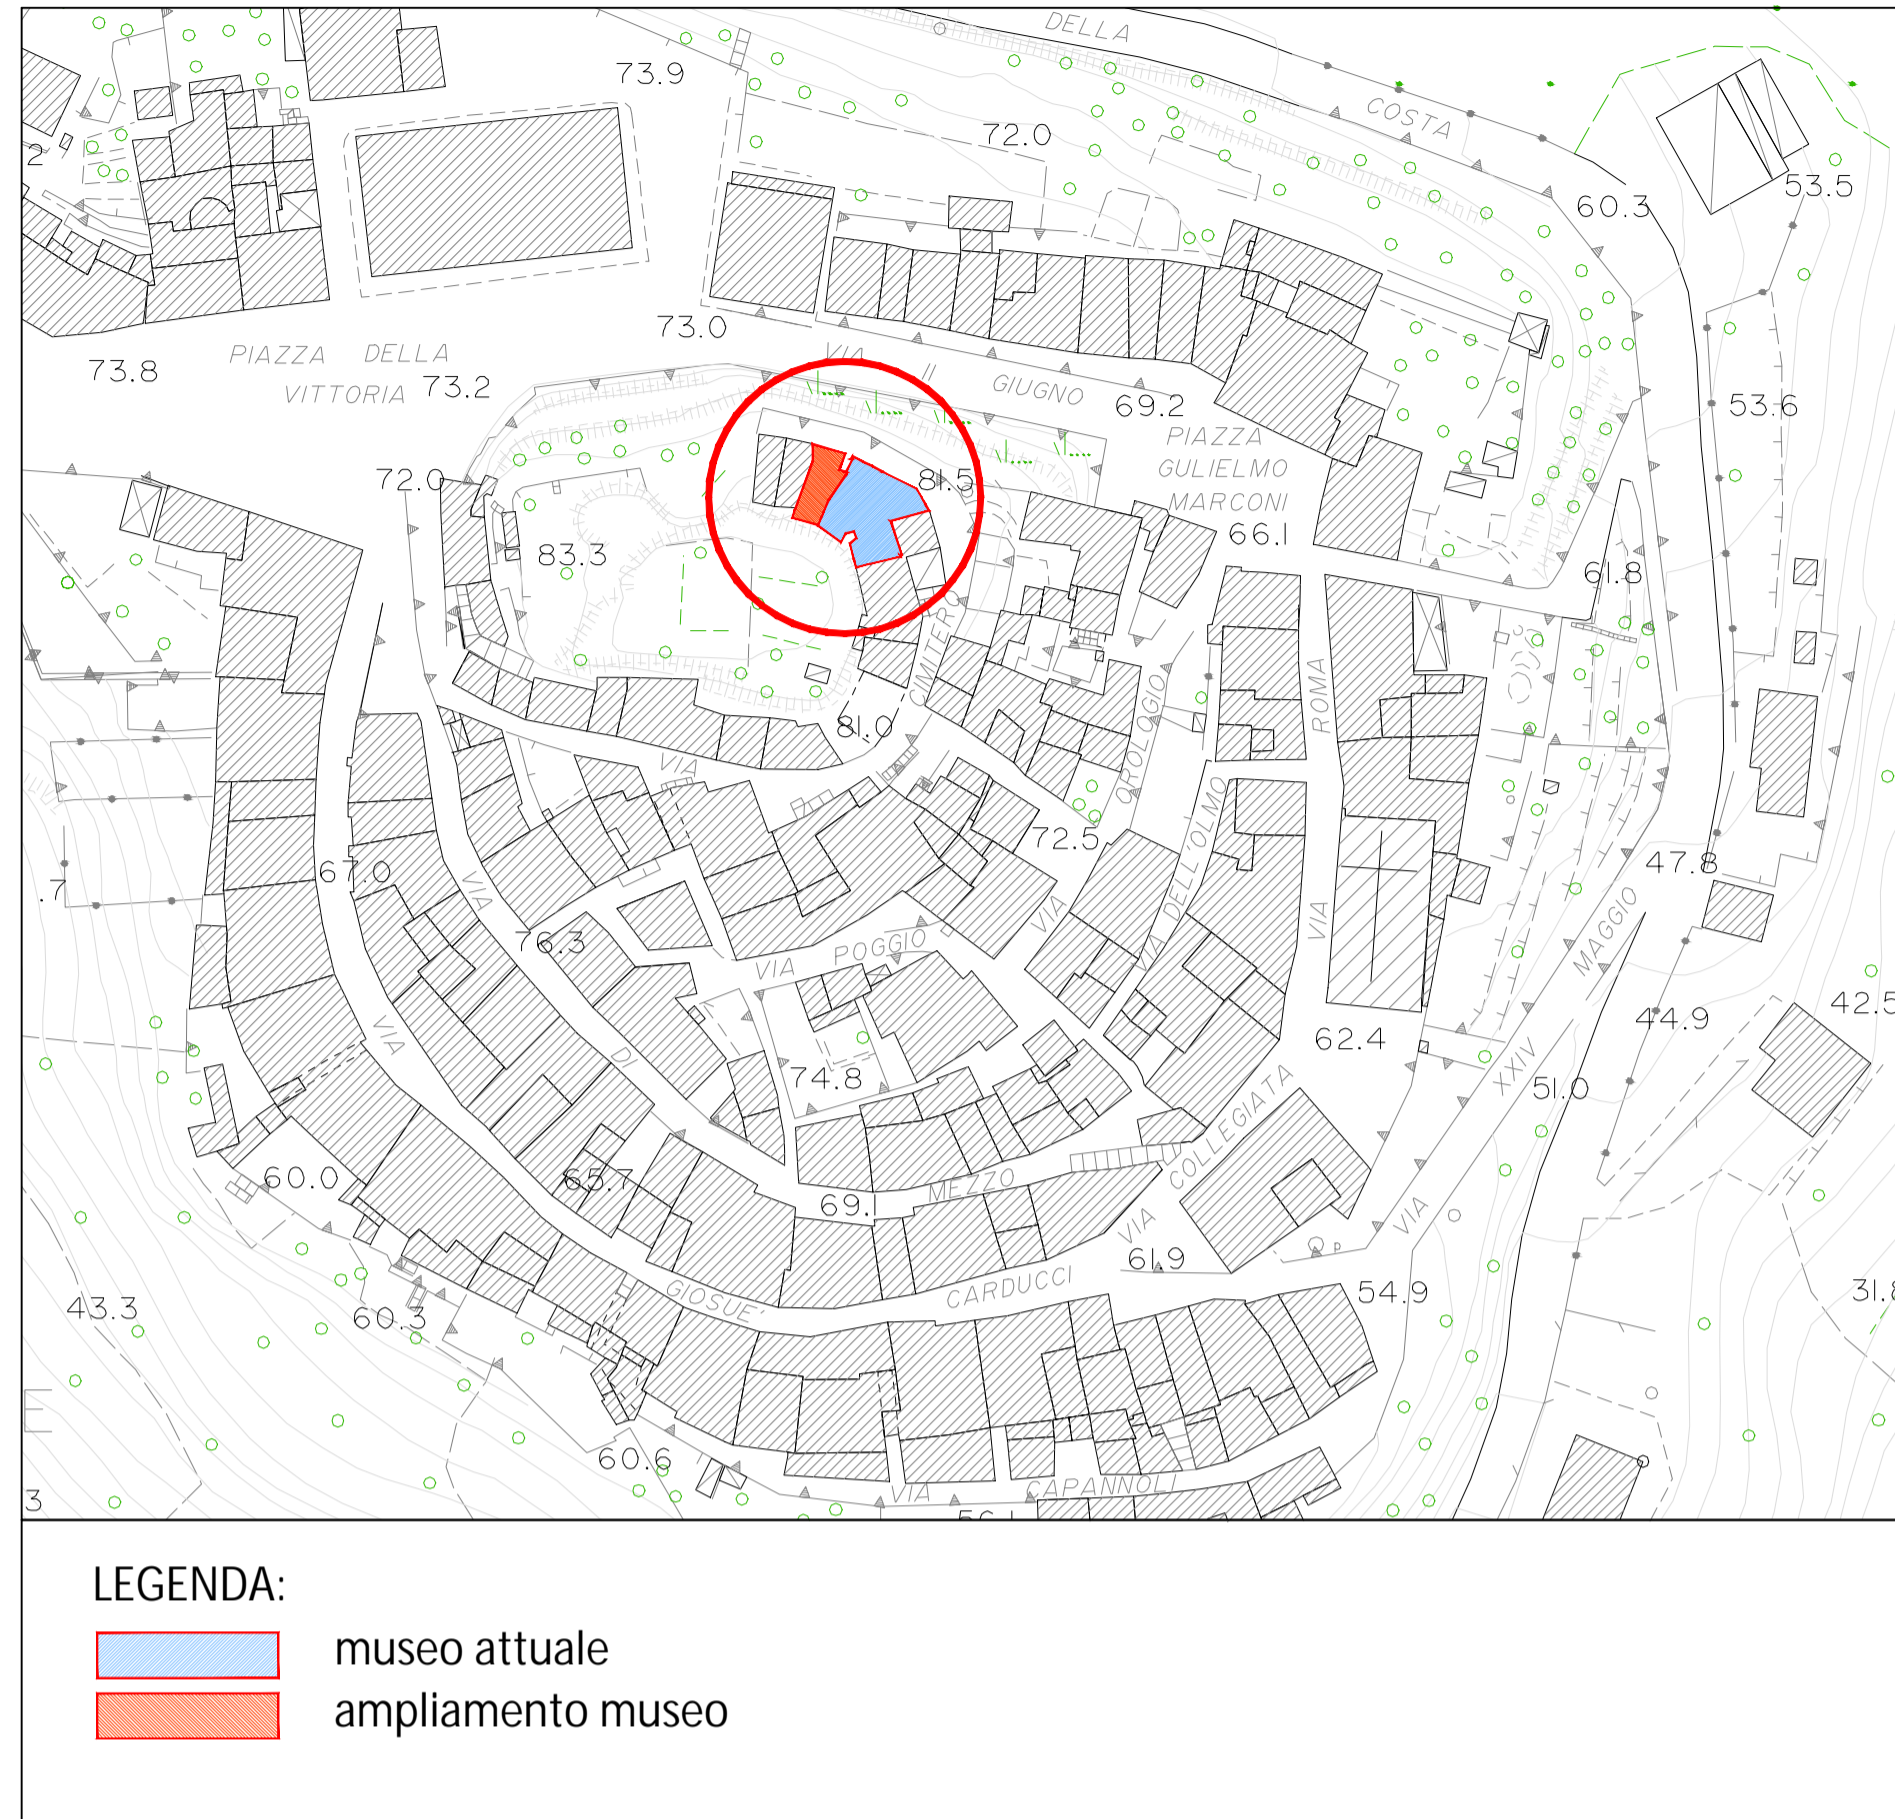 DELLA
COSTA
73.9
72.0
2
60.3
53.5
73.0
PIAZZA DELLA
VITTORIA
73.8
73.2
VIA II GIUGNO
69.2
53.6
PIAZZA
GULIELMO
MARCONI
66.1
72.0
81.5
83.3
61.8
CIMITERO
81.0
OROLOGIO
VIA ROMA
VIA
72.5
VIA DELL'OLMO
67.0
47.8
.7
VIA
76.3
VIA POGGIO
VIA
VIA XXIV MAGGIO
42.5
44.9
62.4
51.0
VIA
DI
74.8
VIA COLLEGIATA
60.0
65.7
69.1
MEZZO
61.9
P
GIOSUE'
CARDUCCI
54.9
31.8
43.3
60.3
E
60.6
VIA CAPANNOLI
3
LEGENDA:
museo attuale
ampliamento museo